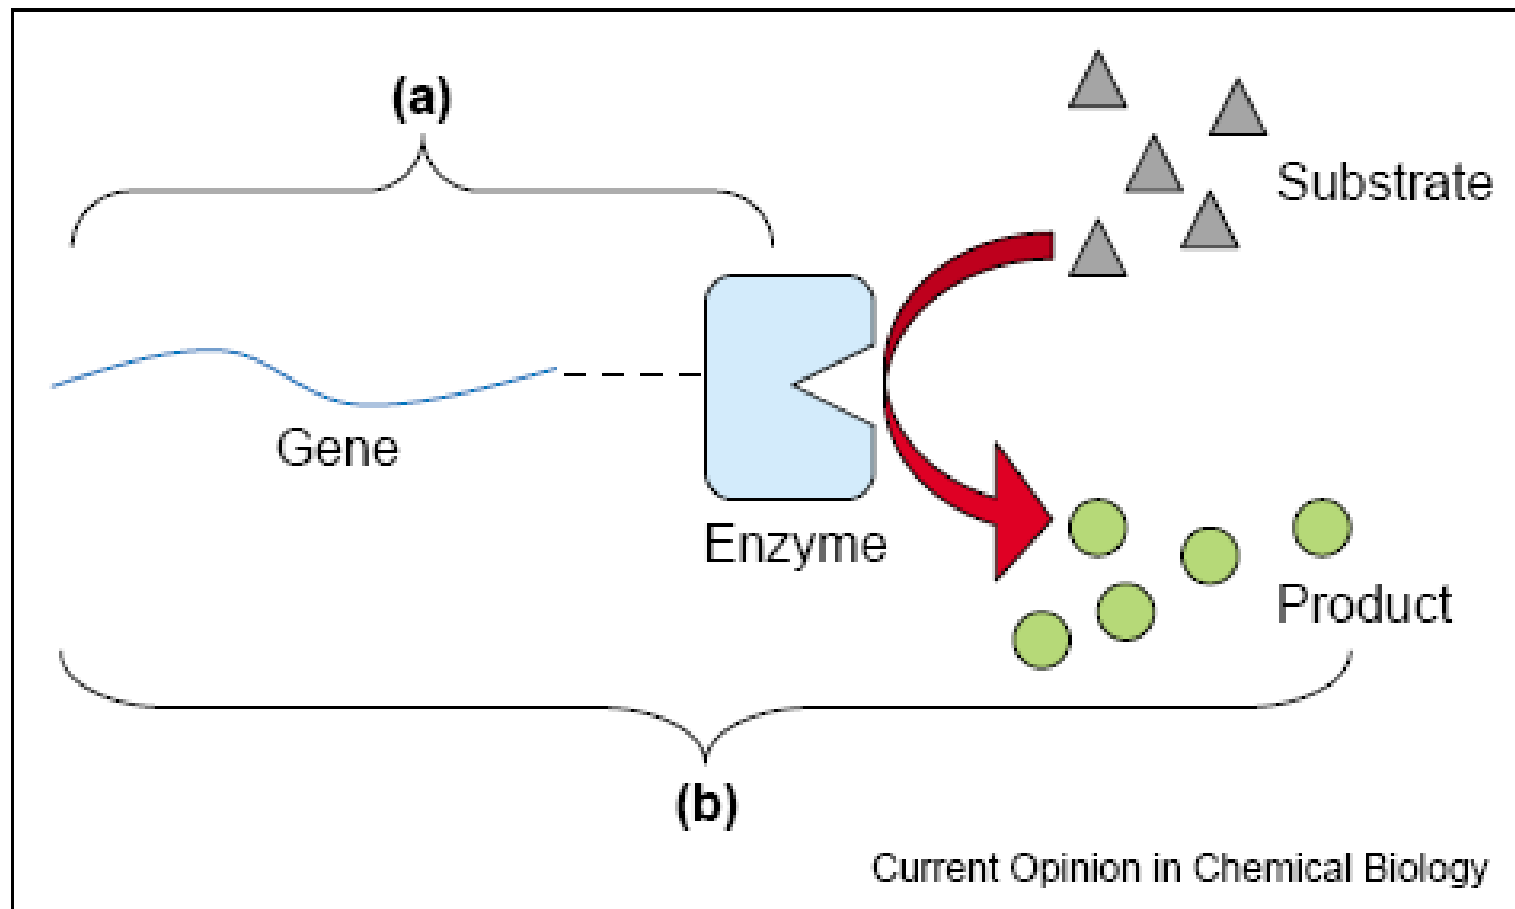 (a)
Substrate
Gene
Enzyme
Product
(b)
Current Opinion in Chemical Biology